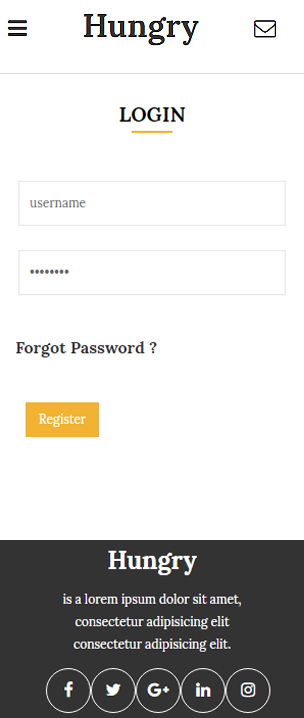 Hungry
LOGIN
username
••••••••
Forgot Password ?
Register
Hungry
is a lorem ipsum dolor sit amet,
consectetur adipisicing elit
consectetur adipisicing elit.